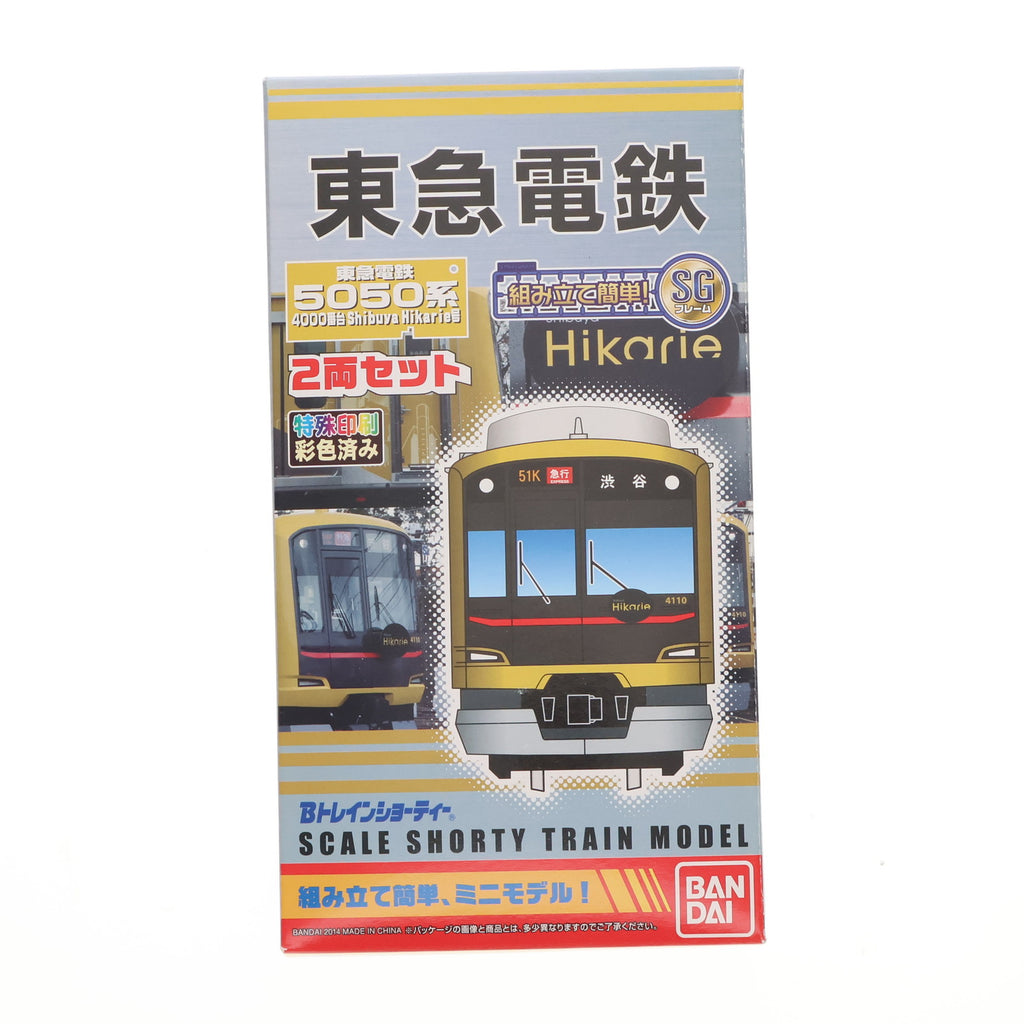 東急電鉄
東急電鉄
5050系
4000番台 Shibuya Hikarie号
組み立て簡単!
SG
フレーム
Shibuya
Hikarie
2両セット
特殊印刷
彩色済み
51K 急行 渋谷
EXPRESS
Hikarie 4110
Hikarie 4110
4110
Bトレインショーティー®
SCALE SHORTY TRAIN MODEL
組み立て簡単、ミニモデル!
BAN
DAI
BANDAI 2014 MADE IN CHINA ※パッケージの画像と商品とは、多少異なりますのでご了承ください。